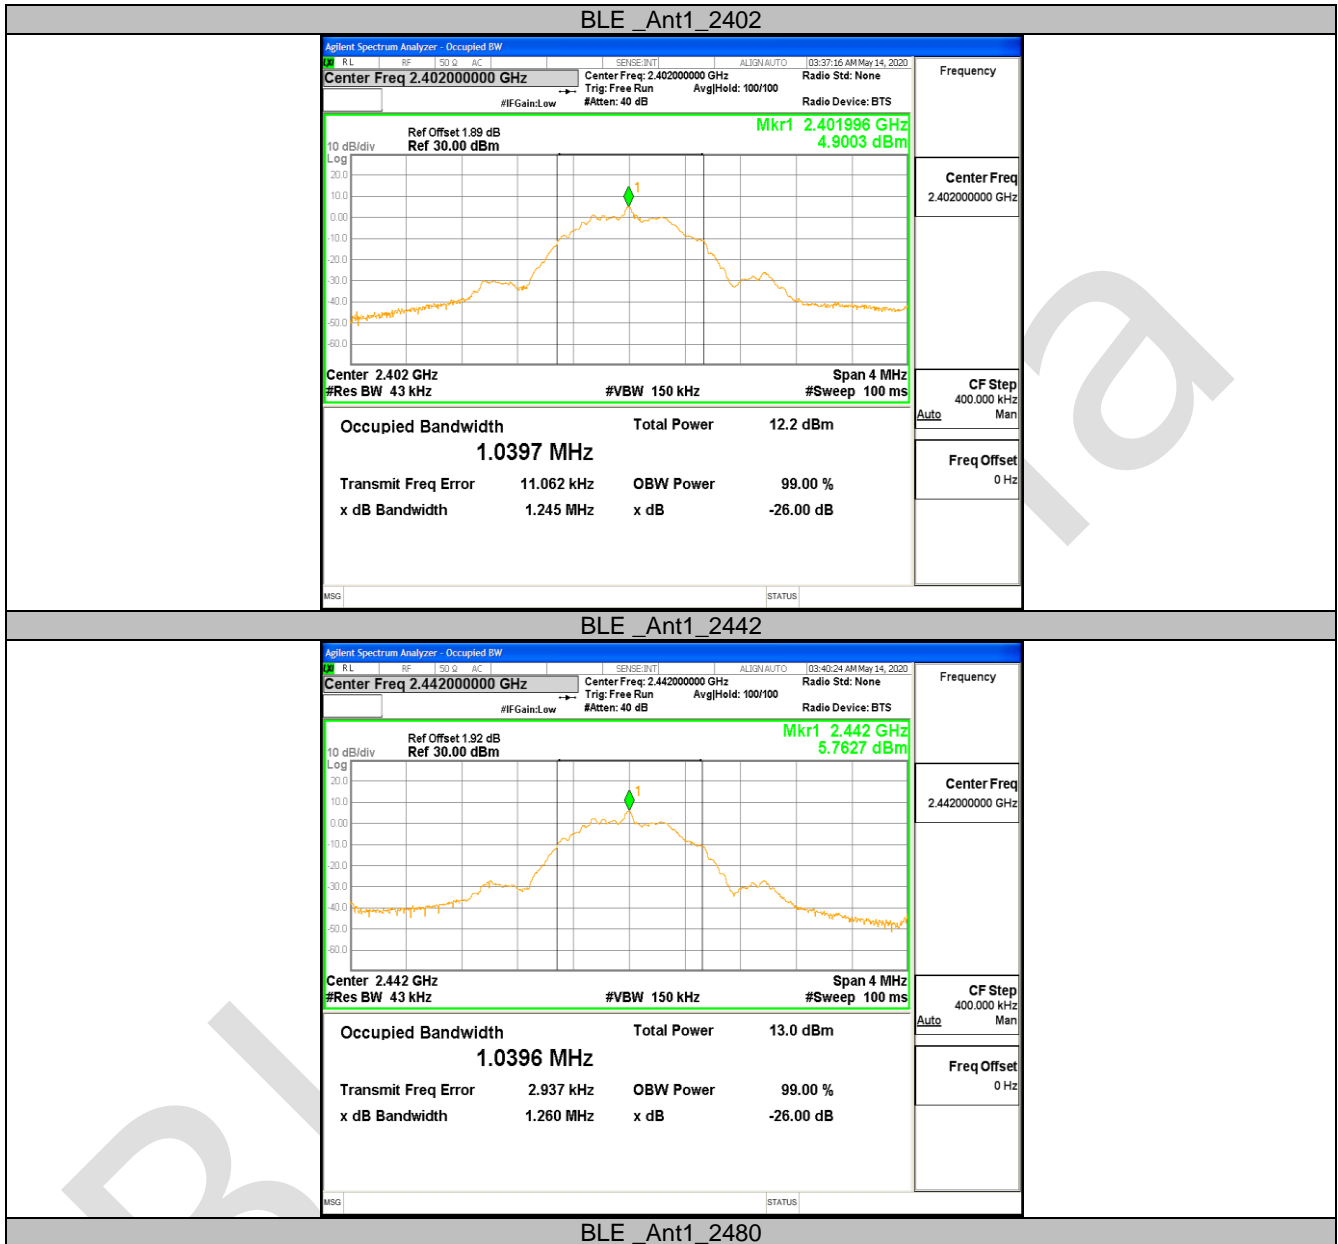 BLE _Ant1_2402
Agilent Spectrum Analyzer - Occupied BW
LXI RL RF 50 Ω AC SENSE:INT ALIGN AUTO 03:37:16 AM May 14, 2020
Center Freq 2.402000000 GHz
Center Freq: 2.402000000 GHz Radio Std: None
Trig: Free Run Avg|Hold: 100/100
#IFGain:Low #Atten: 40 dB Radio Device: BTS
Frequency
Mkr1 2.401996 GHz
4.9003 dBm
Ref Offset 1.89 dB
10 dB/div Ref 30.00 dBm
Log
20.0
10.0
0.00
-10.0
-20.0
-30.0
-40.0
-50.0
-60.0
1
Center Freq
2.402000000 GHz
Center 2.402 GHz Span 4 MHz
#Res BW 43 kHz #VBW 150 kHz #Sweep 100 ms
CF Step
400.000 kHz
Auto Man
Occupied Bandwidth Total Power 12.2 dBm
1.0397 MHz
Transmit Freq Error 11.062 kHz OBW Power 99.00 %
x dB Bandwidth 1.245 MHz x dB -26.00 dB
Freq Offset
0 Hz
MSG STATUS
BLE _Ant1_2442
Agilent Spectrum Analyzer - Occupied BW
LXI RL RF 50 Ω AC SENSE:INT ALIGN AUTO 03:40:24 AM May 14, 2020
Center Freq 2.442000000 GHz
Center Freq: 2.442000000 GHz Radio Std: None
Trig: Free Run Avg|Hold: 100/100
#IFGain:Low #Atten: 40 dB Radio Device: BTS
Frequency
Mkr1 2.442 GHz
5.7627 dBm
Ref Offset 1.92 dB
10 dB/div Ref 30.00 dBm
Log
20.0
10.0
0.00
-10.0
-20.0
-30.0
-40.0
-50.0
-60.0
1
Center Freq
2.442000000 GHz
Center 2.442 GHz Span 4 MHz
#Res BW 43 kHz #VBW 150 kHz #Sweep 100 ms
CF Step
400.000 kHz
Auto Man
Occupied Bandwidth Total Power 13.0 dBm
1.0396 MHz
Transmit Freq Error 2.937 kHz OBW Power 99.00 %
x dB Bandwidth 1.260 MHz x dB -26.00 dB
Freq Offset
0 Hz
MSG STATUS
BLE _Ant1_2480